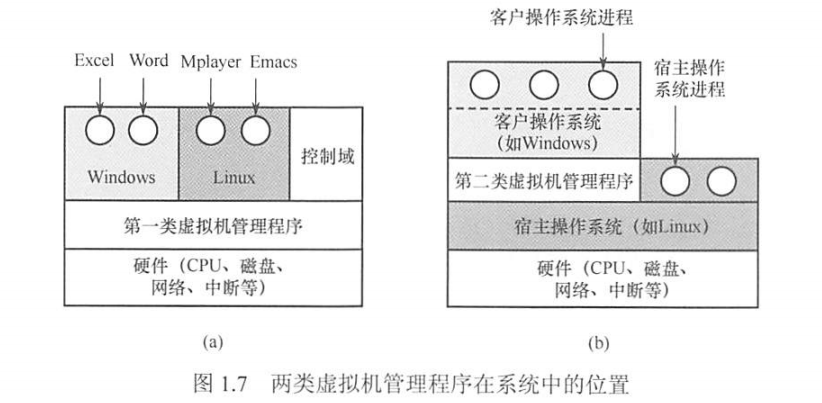 Excel Word Mplayer Emacs
Windows
Linux
控制域
第一类虚拟机管理程序
硬件（CPU、磁盘、
网络、中断等）
(a)
客户操作系统进程
宿主操作
系统进程
客户操作系统
（如Windows）
第二类虚拟机管理程序
宿主操作系统（如Linux）
硬件（CPU、磁盘、
网络、中断等）
(b)
图 1.7 两类虚拟机管理程序在系统中的位置